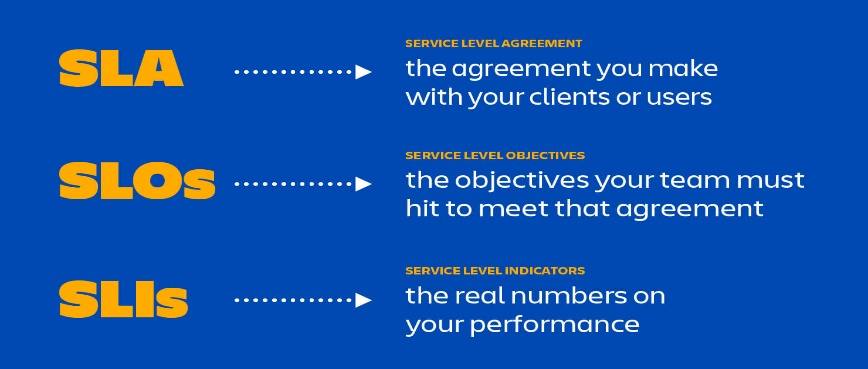 SLA
SERVICE LEVEL AGREEMENT
the agreement you make
with your clients or users
SLOs
SERVICE LEVEL OBJECTIVES
the objectives your team must
hit to meet that agreement
SLIs
SERVICE LEVEL INDICATORS
the real numbers on
your performance